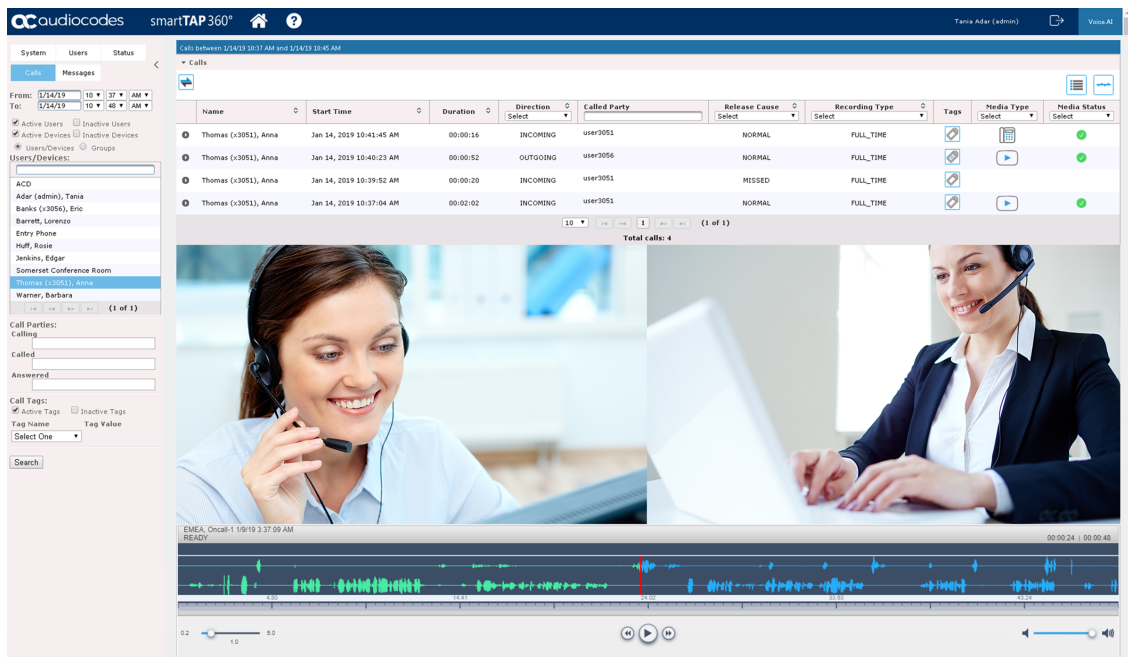 audiocodes smartTAP 360° ? Tania Adar (admin) Voice.AI
System Users Status
Calls Messages
From: 1/14/19 10 37 AM
To: 1/14/19 10 48 AM
Active Users Inactive Users
Active Devices Inactive Devices
Users/Devices Groups
Users/Devices:
ACD
Adar (admin), Tania
Banks (x3056), Eric
Barrett, Lorenzo
Entry Phone
Huff, Rosie
Jenkins, Edgar
Somerset Conference Room
Thomas (x3051), Anna
Warner, Barbara
(1 of 1)
Call Parties:
Calling
Called
Answered
Call Tags:
Active Tags Inactive Tags
Tag Name Tag Value
Select One
Search
Calls between 1/14/19 10:37 AM and 1/14/19 10:45 AM
Calls
Name Start Time Duration Direction Called Party Release Cause Recording Type Tags Media Type Media Status
Select Select Select Select Select
Thomas (x3051), Anna Jan 14, 2019 10:41:45 AM 00:00:16 INCOMING user3051 NORMAL FULL_TIME
Thomas (x3051), Anna Jan 14, 2019 10:40:23 AM 00:00:52 OUTGOING user3056 NORMAL FULL_TIME
Thomas (x3051), Anna Jan 14, 2019 10:39:52 AM 00:00:20 INCOMING user3051 MISSED FULL_TIME
Thomas (x3051), Anna Jan 14, 2019 10:37:04 AM 00:02:02 INCOMING user3051 NORMAL FULL_TIME
10 1 (1 of 1)
Total calls: 4
EMEA, Oncall-1 1/9/19 3:37:09 AM
READY 00:00:24 | 00:00:48
4.80 14.41 24.02 33.63 43.24
0.2 1.0 5.0